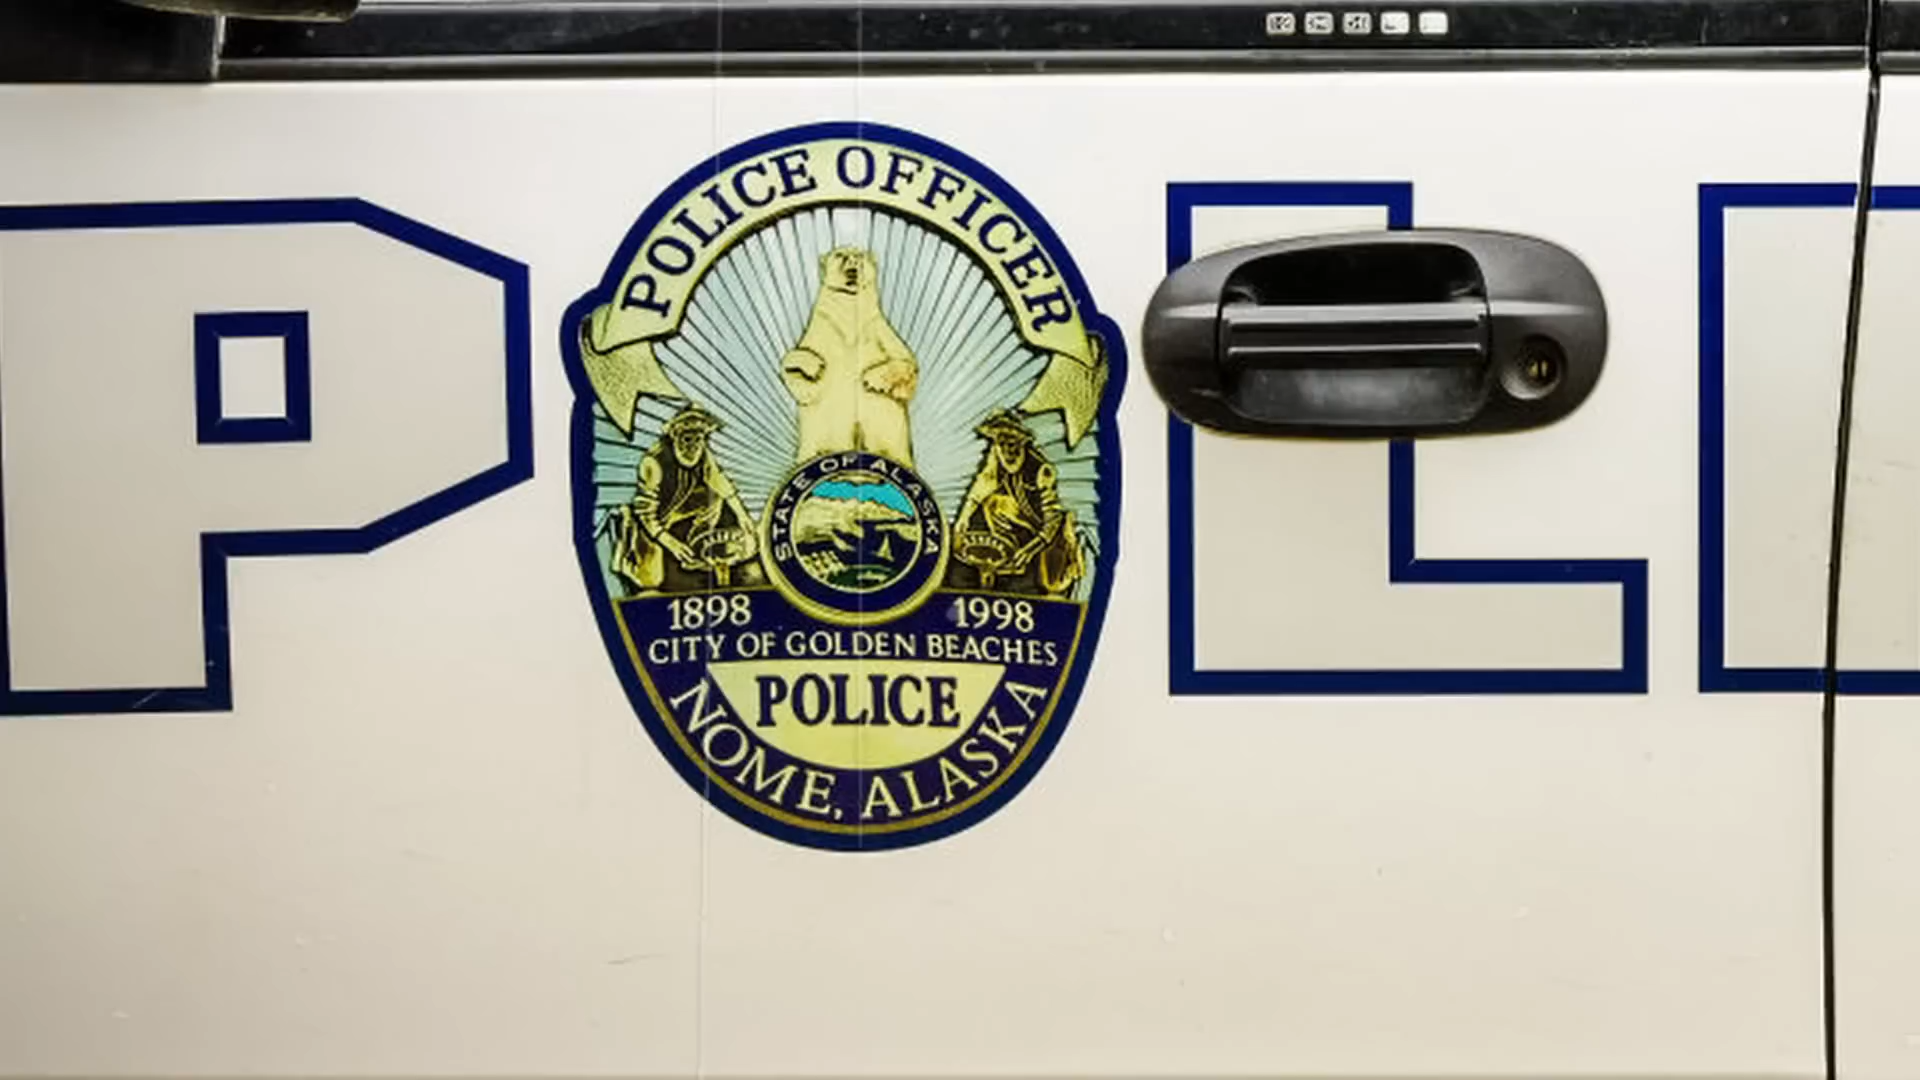 P
POLICE OFFICER
STATE OF ALASKA
1898 1998
CITY OF GOLDEN BEACHES
POLICE
NOME, ALASKA
L